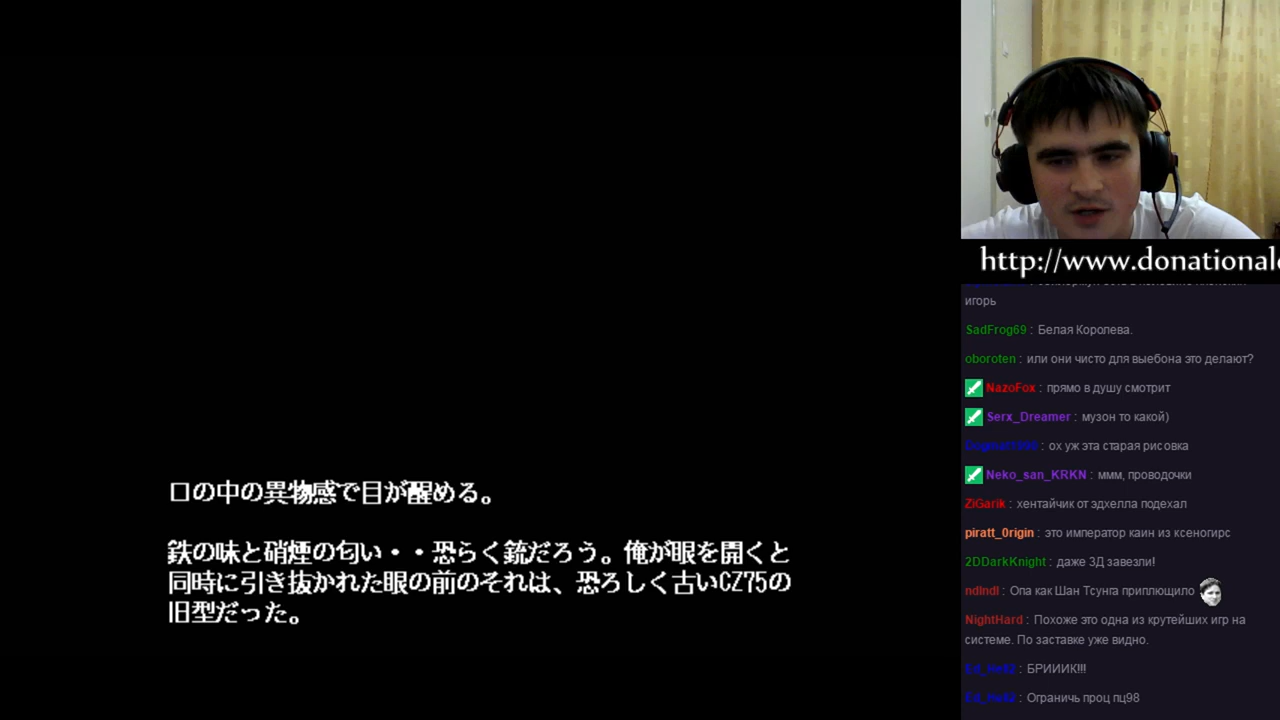 口の中の異物感で目が醒める。
鉄の味と硝煙の匂い・・恐らく銃だろう。俺が眼を開くと
同時に引き抜かれた眼の前のそれは、恐ろしく古いCZ75の
旧型だった。
http://www.donational
игорь
SadFrog69 : Белая Королева.
oboroten : или они чисто для выебона это делают?
NazoFox : прямо в душу смотрит
Serx_Dreamer : музон то какой)
: ох уж эта старая рисовка
Neko_san_KRKN : ммм, проводочки
ZiGarik : хентайчик от эдхелла подехал
piratt_0rigin : это император каин из ксеногирс
2DDarkKnight : даже 3Д завезли!
ndIndI : Опа как Шан Тсунга приплющило
NightHard : Похоже это одна из крутейших игр на
системе. По заставке уже видно.
: БРИИИК!!!
: Ограничь проц пц98